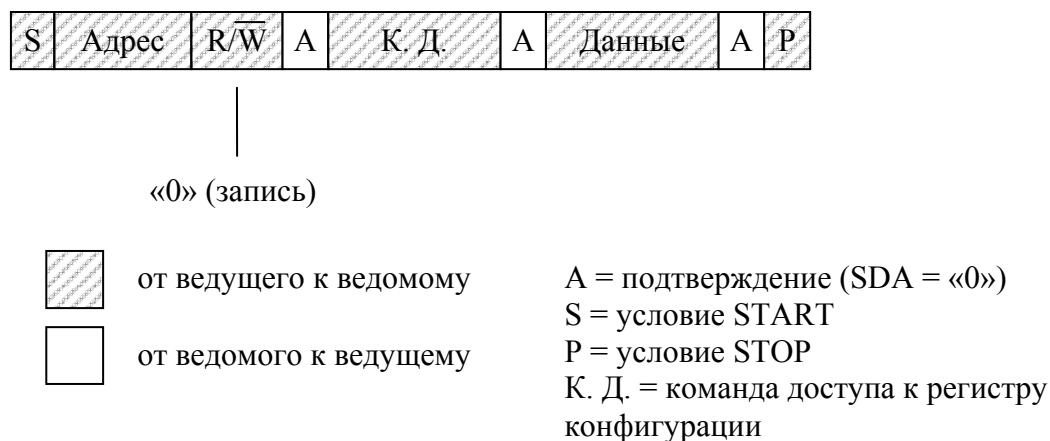 S Адрес R/W̅ A К. Д. A Данные A P
«0» (запись)
от ведущего к ведомому
от ведомого к ведущему
A = подтверждение (SDA = «0»)
S = условие START
P = условие STOP
К. Д. = команда доступа к регистру
конфигурации